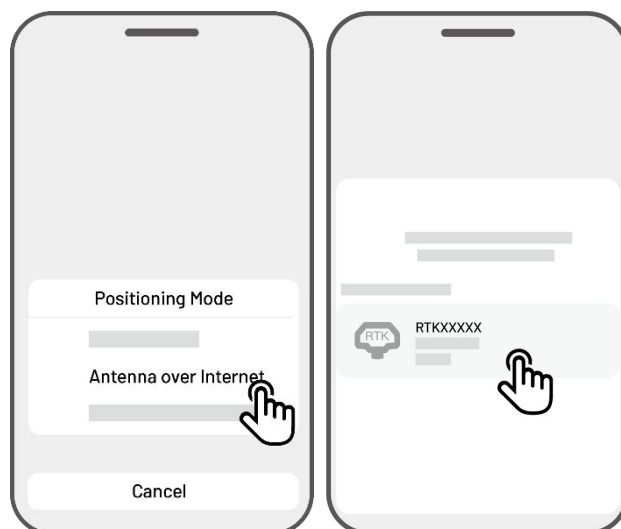 Positioning Mode
Antenna over Internet
Cancel
RTK
RTKXXXXX